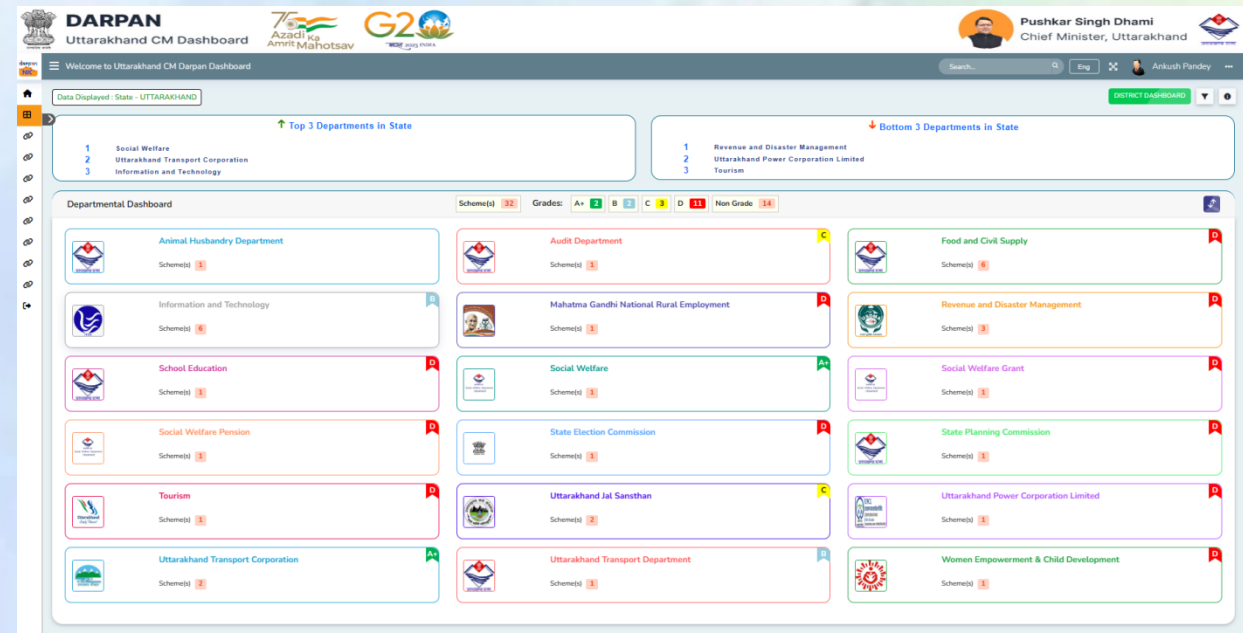 DARPAN
Uttarakhand CM Dashboard
75
Azadi Ka
Amrit Mahotsav
G20
Pushkar Singh Dhami
Chief Minister, Uttarakhand
NIC
Welcome to Uttarakhand CM Darpan Dashboard
Search...
Eng
Ankush Pandey
Data Displayed : State - UTTARAKHAND
DISTRICT DASHBOARD
Top 3 Departments in State
1 Social Welfare
2 Uttarakhand Transport Corporation
3 Information and Technology
Bottom 3 Departments in State
1 Revenue and Disaster Management
2 Uttarakhand Power Corporation Limited
3 Tourism
Departmental Dashboard
Scheme(s) 32 Grades: A+ 2 B 2 C 3 D 11 Non Grade 14
Animal Husbandry Department
Scheme(s) 1
Audit Department
C
Scheme(s) 1
Food and Civil Supply
D
Scheme(s) 6
Information and Technology
B
Scheme(s) 6
Mahatma Gandhi National Rural Employment
D
Scheme(s) 1
Revenue and Disaster Management
D
Scheme(s) 3
School Education
D
Scheme(s) 1
Social Welfare
A+
Scheme(s) 1
Social Welfare Grant
D
Scheme(s) 1
Social Welfare Pension
D
Scheme(s) 1
State Election Commission
D
Scheme(s) 1
State Planning Commission
D
Scheme(s) 1
Tourism
D
Scheme(s) 1
Uttarakhand Jal Sansthan
C
Scheme(s) 2
Uttarakhand Power Corporation Limited
D
Scheme(s) 1
Uttarakhand Transport Corporation
A+
Scheme(s) 2
Uttarakhand Transport Department
B
Scheme(s) 1
Women Empowerment & Child Development
D
Scheme(s) 1